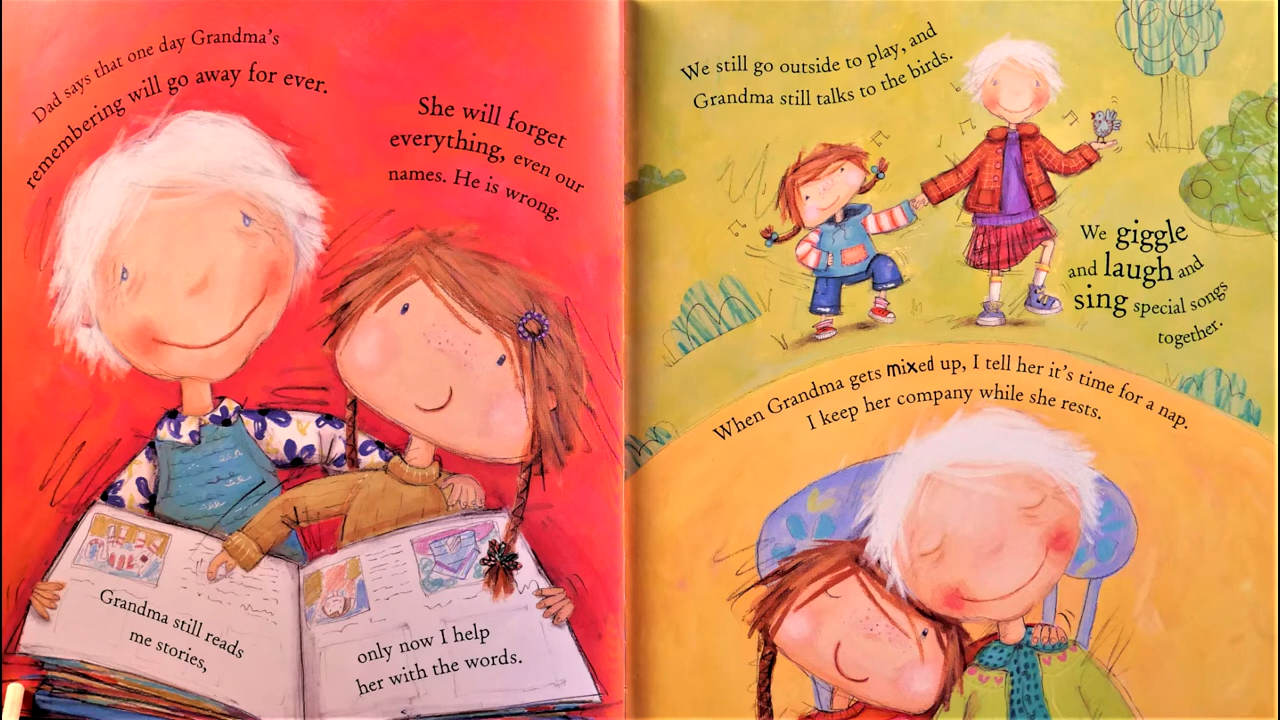 Dad says that one day Grandma's
remembering will go away for ever.
She will forget
everything, even our
names. He is wrong.
Grandma still reads
me stories,
only now I help
her with the words.
We still go outside to play, and
Grandma still talks to the birds.
We giggle
and laugh and
sing special songs
together.
When Grandma gets mixed up, I tell her it's time for a nap.
I keep her company while she rests.